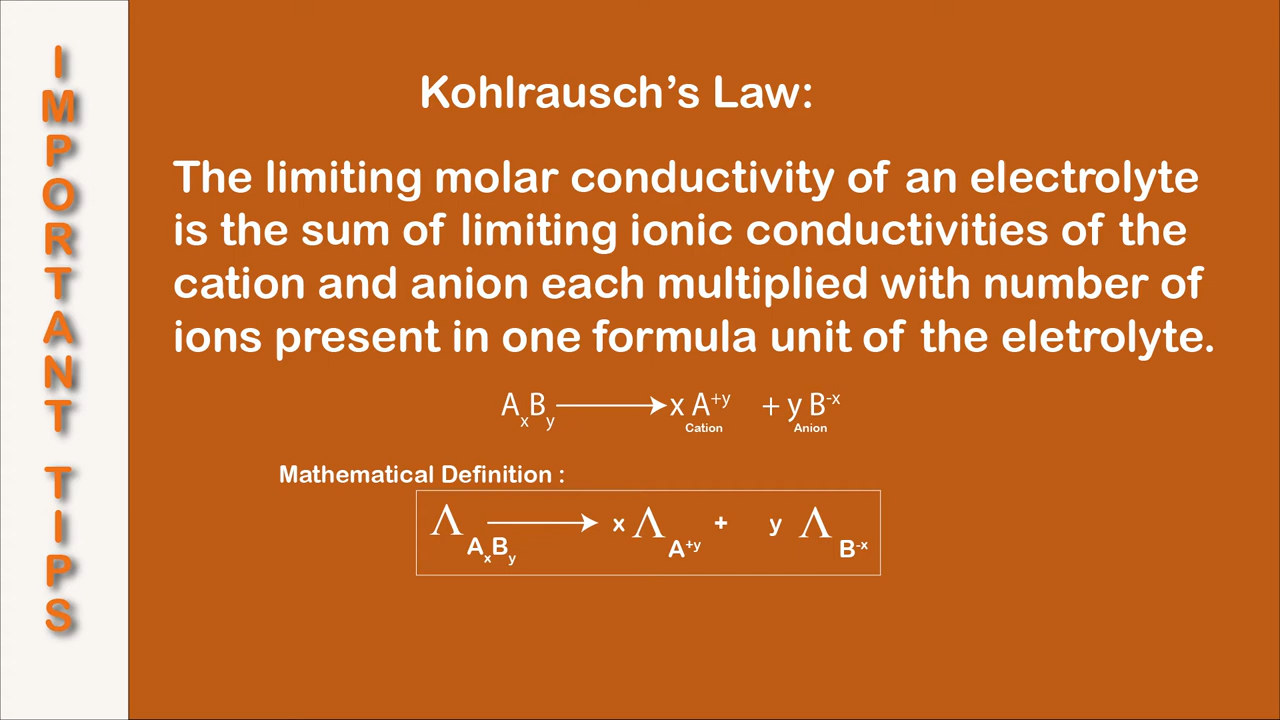 IMPORTANT TIPS
Kohlrausch’s Law:
The limiting molar conductivity of an electrolyte
is the sum of limiting ionic conductivities of the
cation and anion each multiplied with number of
ions present in one formula unit of the eletrolyte.
AxBy ⟶ x A+y + y B-x
Cation Anion
Mathematical Definition :
Λ AxBy ⟶ x Λ A+y + y Λ B-x